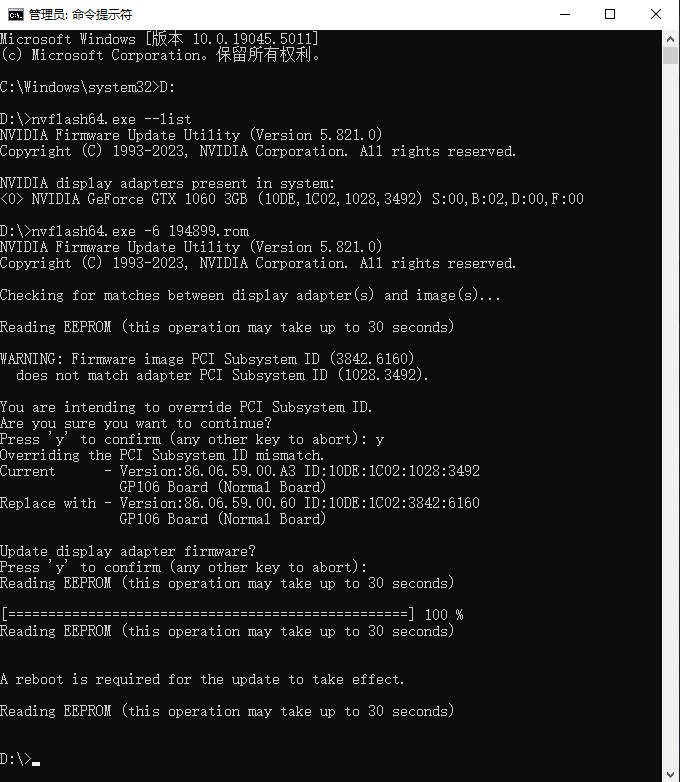 管理员: 命令提示符
Microsoft Windows [版本 10.0.19045.5011]
(c) Microsoft Corporation。保留所有权利。
C:\Windows\system32>D:
D:\>nvflash64.exe --list
NVIDIA Firmware Update Utility (Version 5.821.0)
Copyright (C) 1993-2023, NVIDIA Corporation. All rights reserved.
NVIDIA display adapters present in system:
<0> NVIDIA GeForce GTX 1060 3GB (10DE,1C02,1028,3492) S:00,B:02,D:00,F:00
D:\>nvflash64.exe -6 194899.rom
NVIDIA Firmware Update Utility (Version 5.821.0)
Copyright (C) 1993-2023, NVIDIA Corporation. All rights reserved.
Checking for matches between display adapter(s) and image(s)...
Reading EEPROM (this operation may take up to 30 seconds)
WARNING: Firmware image PCI Subsystem ID (3842.6160)
does not match adapter PCI Subsystem ID (1028.3492).
You are intending to override PCI Subsystem ID.
Are you sure you want to continue?
Press 'y' to confirm (any other key to abort): y
Overriding the PCI Subsystem ID mismatch.
Current      - Version:86.06.59.00.A3 ID:10DE:1C02:1028:3492
GP106 Board (Normal Board)
Replace with - Version:86.06.59.00.60 ID:10DE:1C02:3842:6160
GP106 Board (Normal Board)
Update display adapter firmware?
Press 'y' to confirm (any other key to abort):
Reading EEPROM (this operation may take up to 30 seconds)
[==================================================] 100 %
Reading EEPROM (this operation may take up to 30 seconds)
A reboot is required for the update to take effect.
Reading EEPROM (this operation may take up to 30 seconds)
D:\>